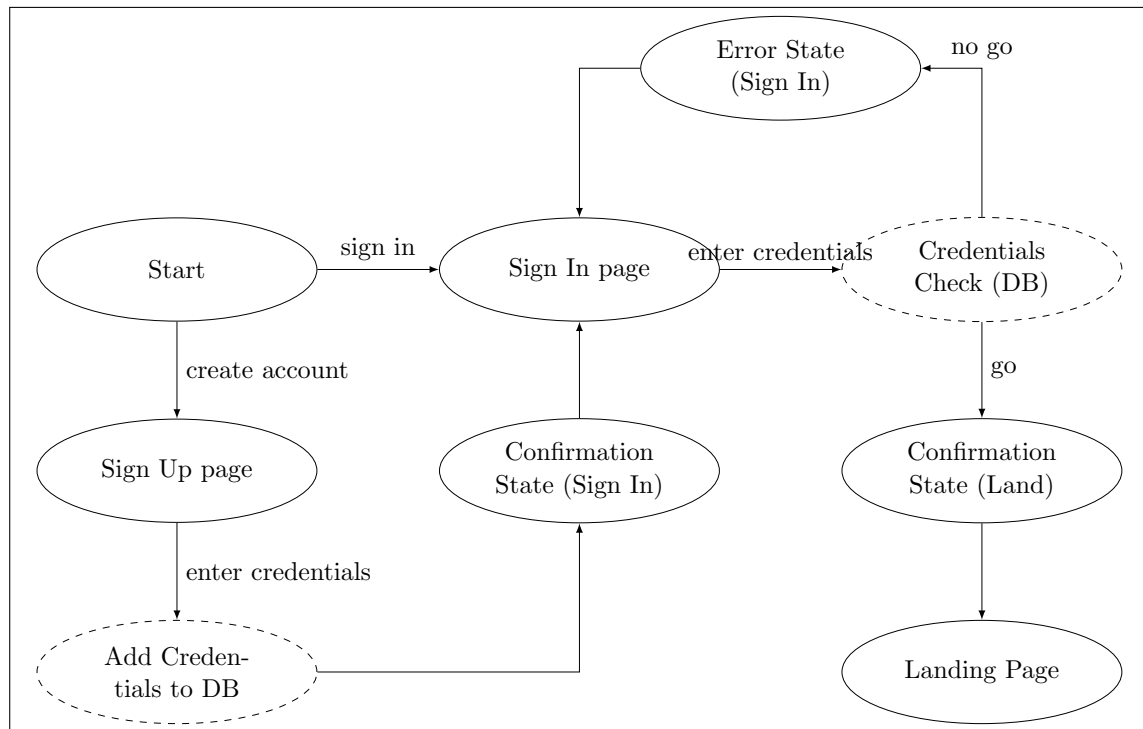 Error State
(Sign In)
no go
Start
sign in
Sign In page
enter credentials
Credentials
Check (DB)
create account
go
Sign Up page
Confirmation
State (Sign In)
Confirmation
State (Land)
enter credentials
Add Creden-
tials to DB
Landing Page